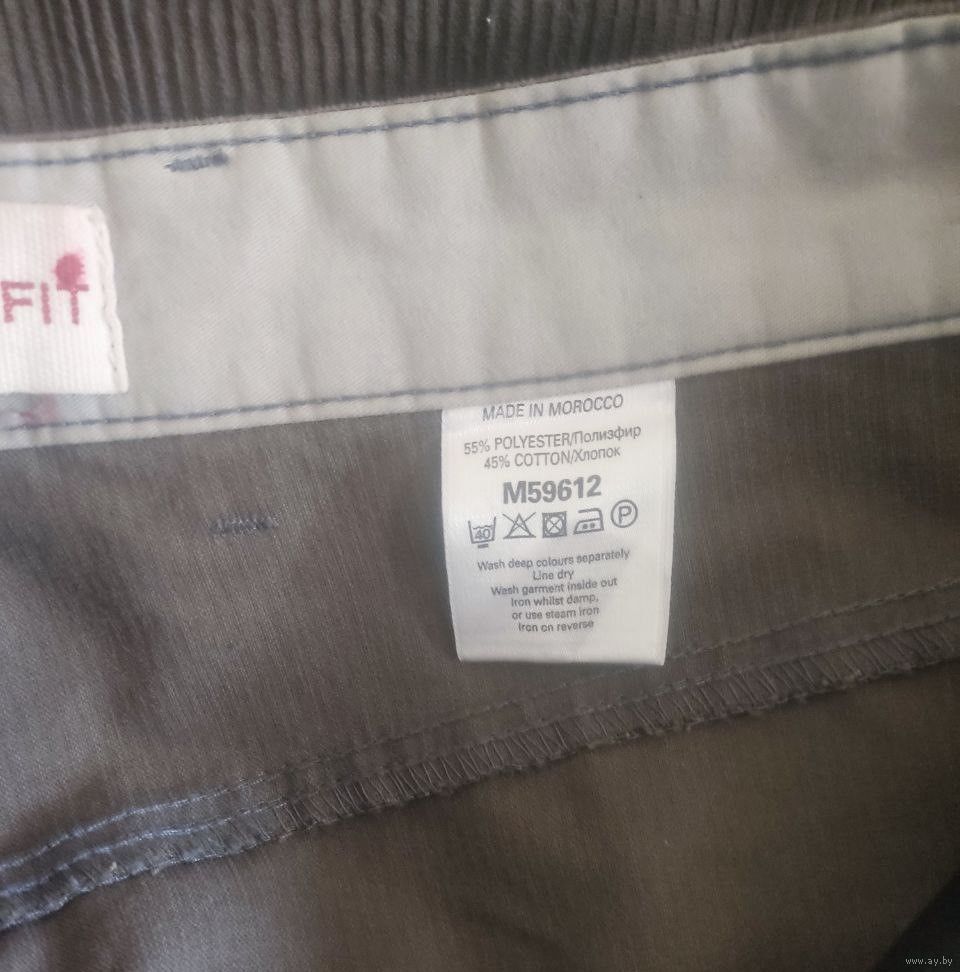 FIT
MADE IN MOROCCO
55% POLYESTER/Полиэфир
45% COTTON/Хлопок
M59612
40 P
Wash deep colours separately
Line dry
Wash garment inside out
Iron whilst damp,
or use steam iron
Iron on reverse
www.ay.by